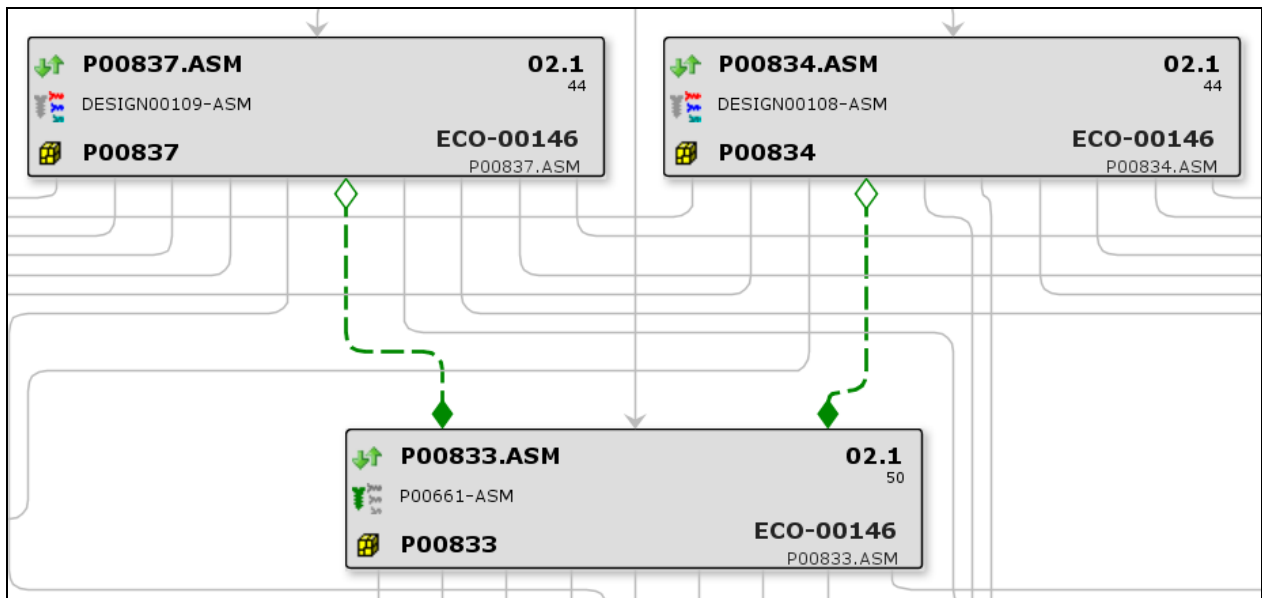 P00837.ASM 02.1
44
DESIGN00109-ASM
ECO-00146
P00837
P00837.ASM
P00834.ASM 02.1
44
DESIGN00108-ASM
ECO-00146
P00834
P00834.ASM
P00833.ASM 02.1
50
P00661-ASM
ECO-00146
P00833
P00833.ASM